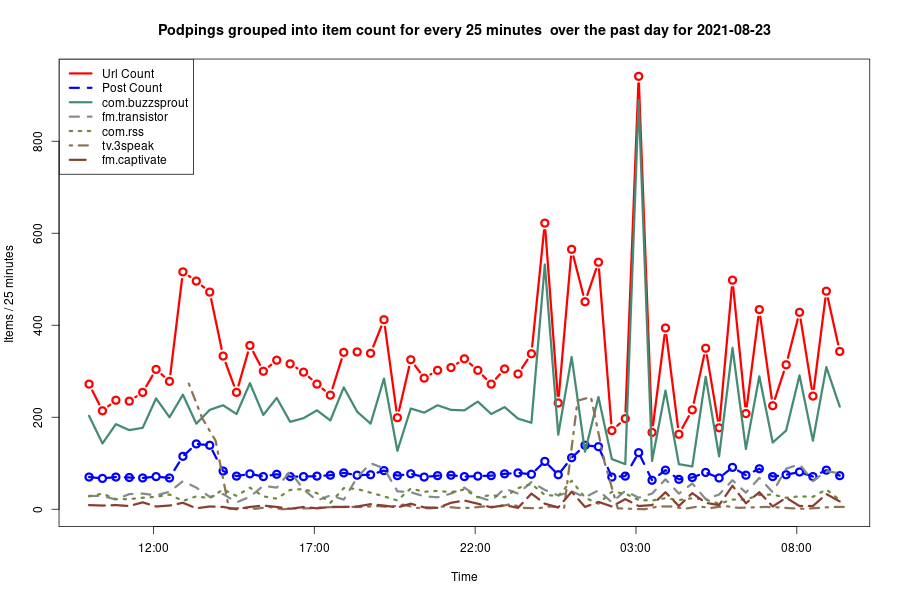 Podpings grouped into item count for every 25 minutes  over the past day for 2021-08-23
Url Count
Post Count
com.buzzsprout
fm.transistor
com.rss
tv.3speak
fm.captivate
Items / 25 minutes
800
600
400
200
0
12:00 17:00 22:00 03:00 08:00
Time